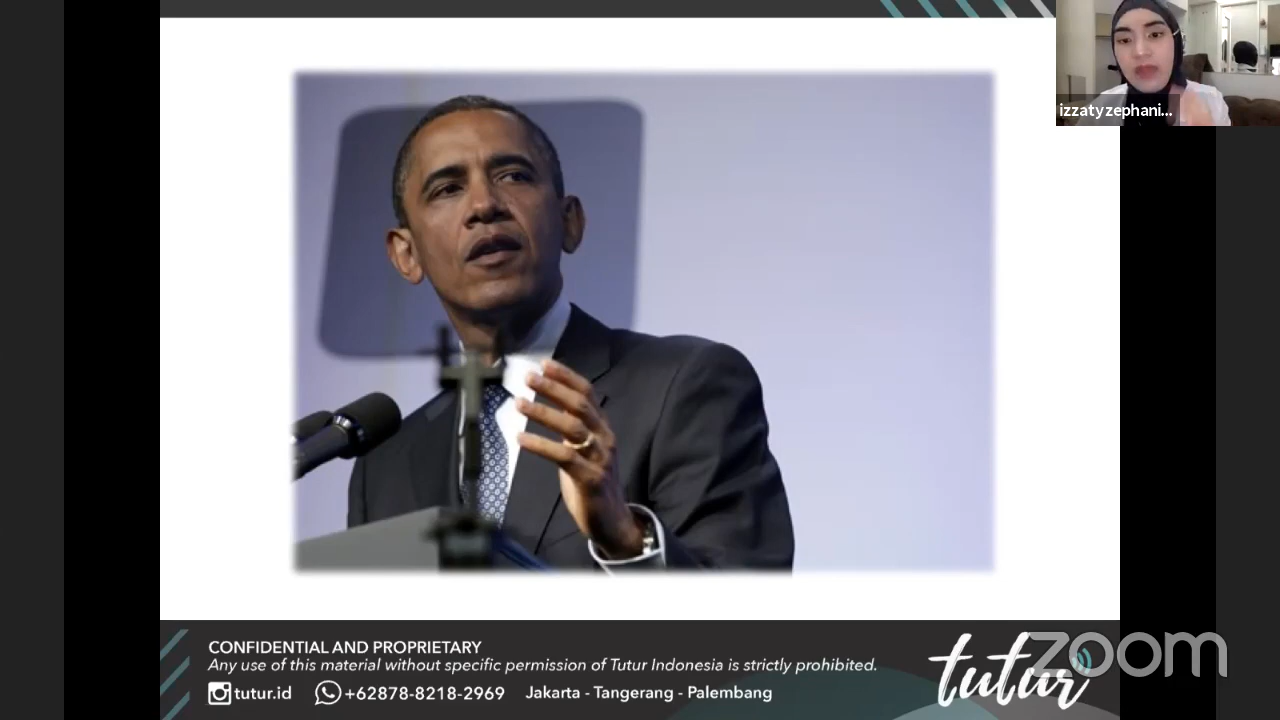 izzatyzephani...
CONFIDENTIAL AND PROPRIETARY
Any use of this material without specific permission of Tutur Indonesia is strictly prohibited.
tutur.id +62878-8218-2969 Jakarta - Tangerang - Palembang
tutur
zoom